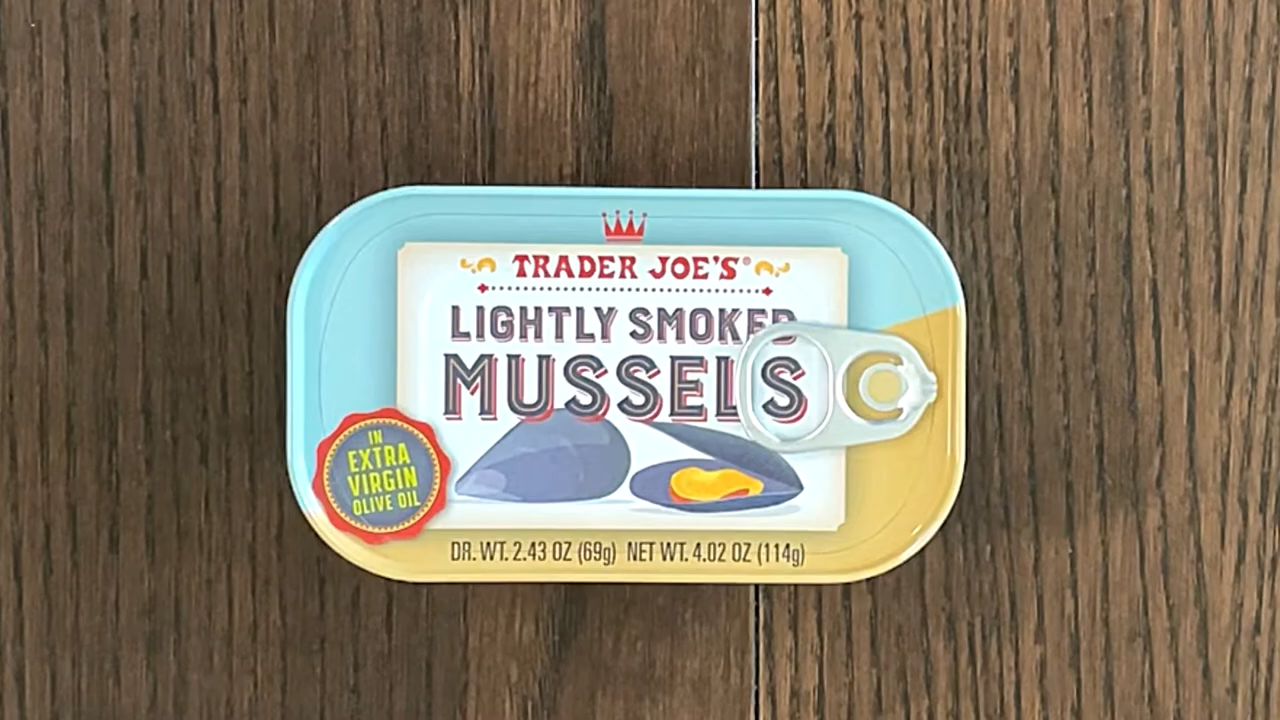 TRADER JOE'S®
LIGHTLY SMOKED
MUSSELS
IN
EXTRA
VIRGIN
OLIVE OIL
DR. WT. 2.43 OZ (69g) NET WT. 4.02 OZ (114g)